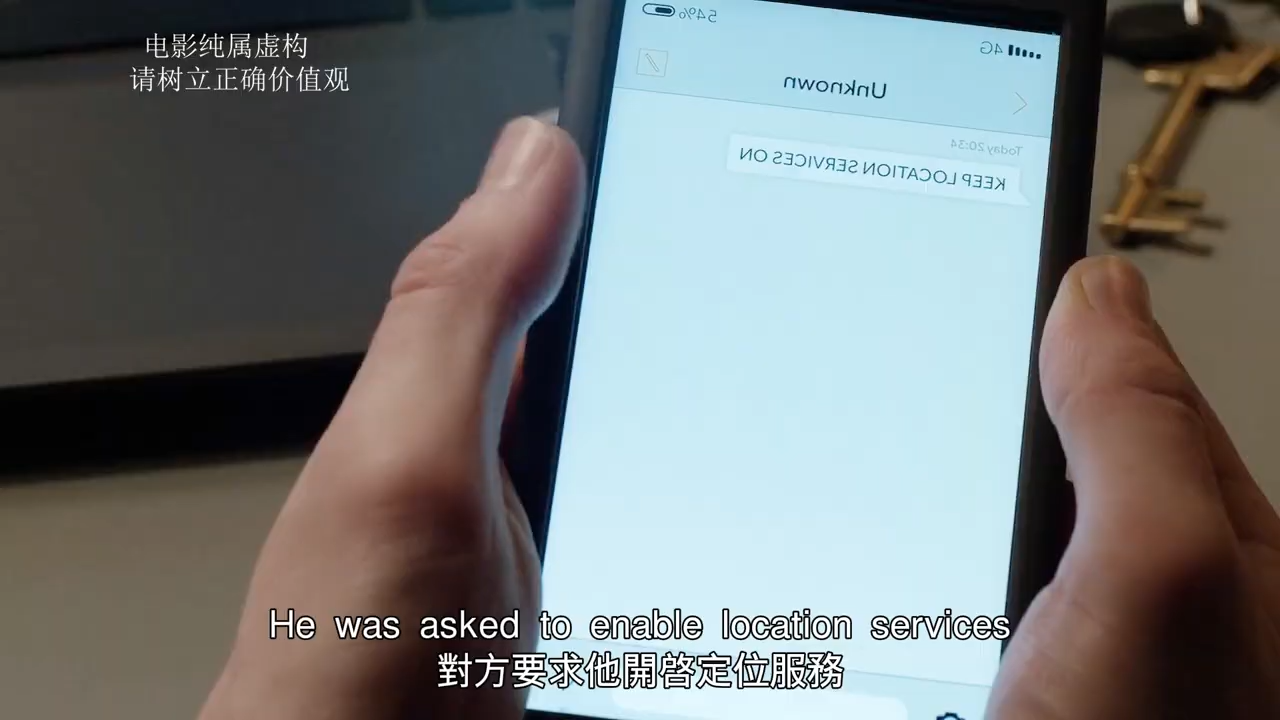 电影纯属虚构
请树立正确价值观
54%
4G
Unknown
Today 20:34
KEEP LOCATION SERVICES ON
He was asked to enable location services
對方要求他開啓定位服務